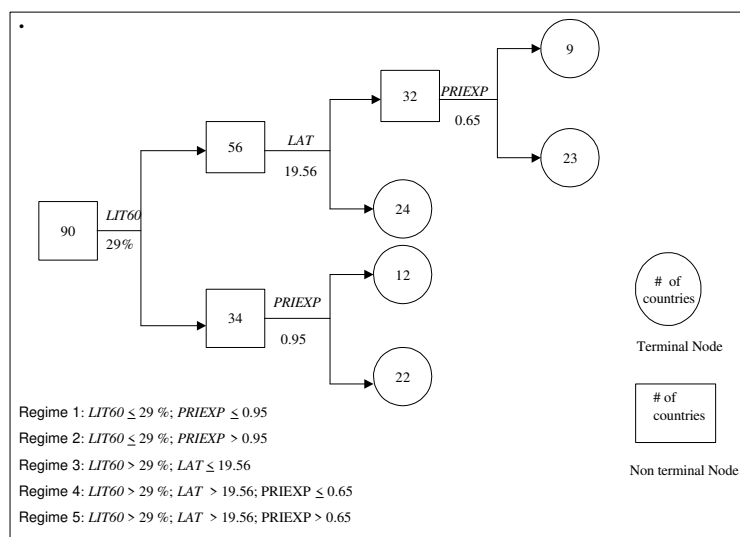 9
32
PRIEXP
0.65
56
LAT
19.56
23
90
LIT60
29%
24
12
34
PRIEXP
0.95
22
# of
countries
Terminal Node
# of
countries
Non terminal Node
Regime 1: LIT60 ≤ 29 %; PRIEXP ≤ 0.95
Regime 2: LIT60 ≤ 29 %; PRIEXP > 0.95
Regime 3: LIT60 > 29 %; LAT ≤ 19.56
Regime 4: LIT60 > 29 %; LAT > 19.56; PRIEXP ≤ 0.65
Regime 5: LIT60 > 29 %; LAT > 19.56; PRIEXP > 0.65